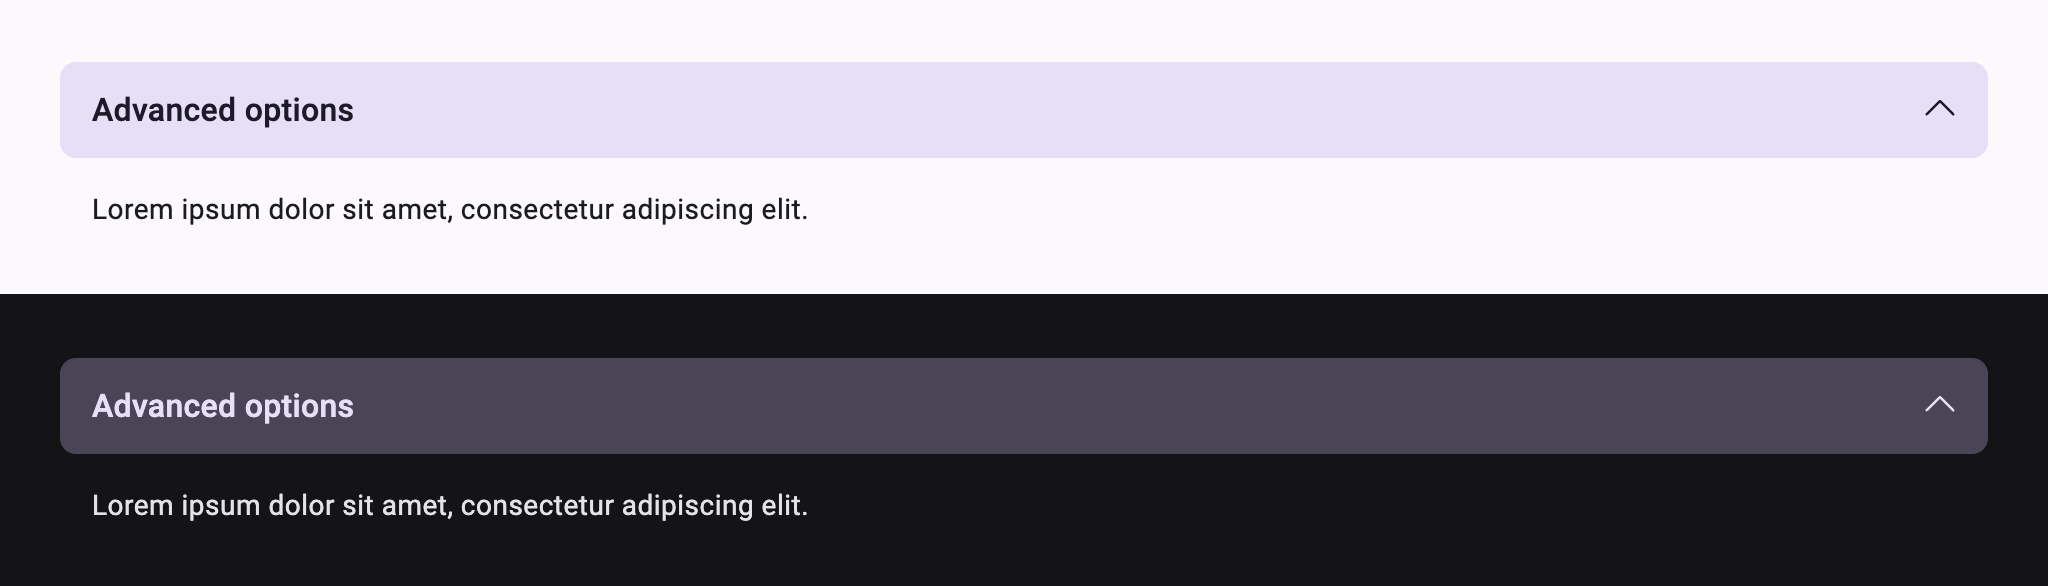 Advanced options
Lorem ipsum dolor sit amet, consectetur adipiscing elit.
Advanced options
Lorem ipsum dolor sit amet, consectetur adipiscing elit.